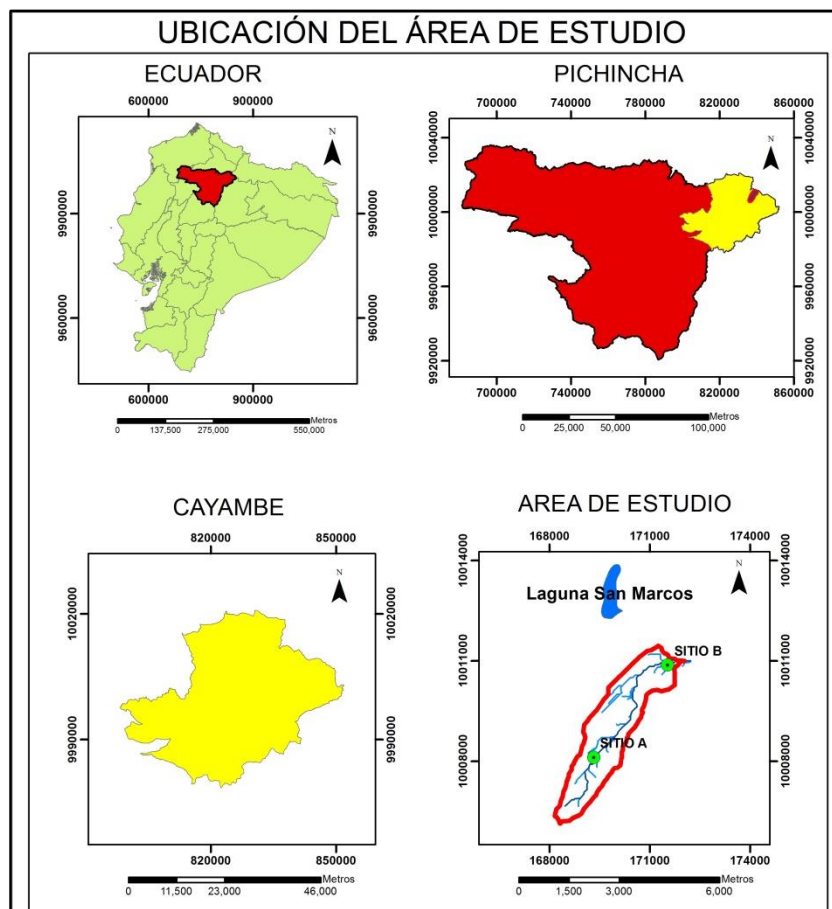 UBICACIÓN DEL ÁREA DE ESTUDIO
ECUADOR
600000 900000
N
9900000 9900000
9600000 9600000
600000 900000
Metros
0 137,500 275,000 550,000
PICHINCHA
700000 740000 780000 820000 860000
N
10040000 10040000
10000000 10000000
9960000 9960000
9920000 9920000
700000 740000 780000 820000 860000
Metros
0 25,000 50,000 100,000
CAYAMBE
820000 850000
N
10020000 10020000
9990000 9990000
820000 850000
Metros
0 11,500 23,000 46,000
AREA DE ESTUDIO
168000 171000 174000
N
10014000 10014000
Laguna San Marcos
SITIO B
10011000 10011000
SITIO A
10008000 10008000
168000 171000 174000
Metros
0 1,500 3,000 6,000